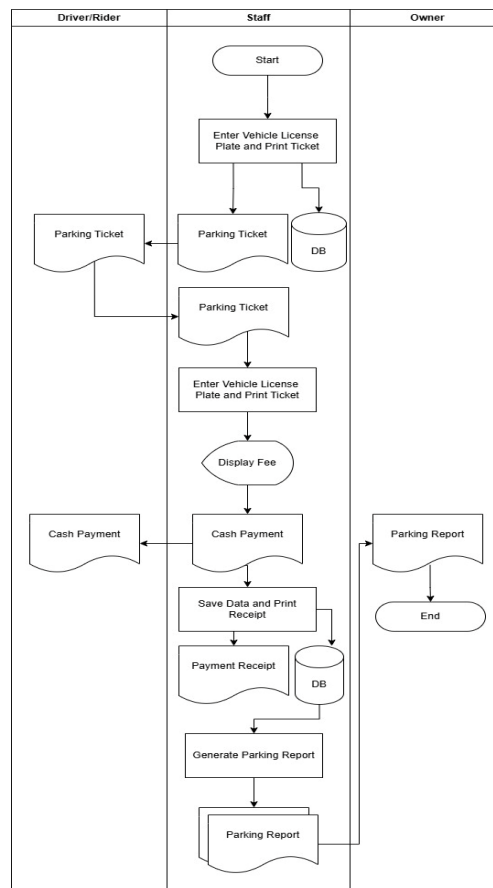 Driver/Rider
Staff
Owner
Start
Enter Vehicle License
Plate and Print Ticket
Parking Ticket
Parking Ticket
DB
Parking Ticket
Enter Vehicle License
Plate and Print Ticket
Display Fee
Cash Payment
Cash Payment
Parking Report
Save Data and Print
Receipt
End
Payment Receipt
DB
Generate Parking Report
Parking Report